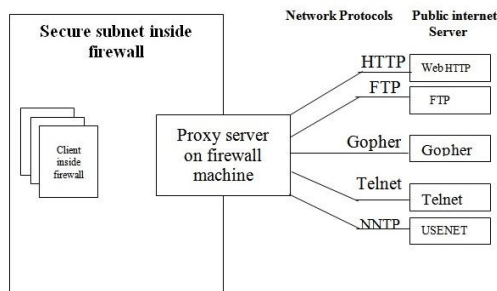 Network Protocols
Public internet
Server
Secure subnet inside
firewall
HTTP
Web HTTP
FTP
FTP
Proxy server
on firewall
machine
Client
inside
firewall
Gopher
Gopher
Telnet
Telnet
NNTP
USENET